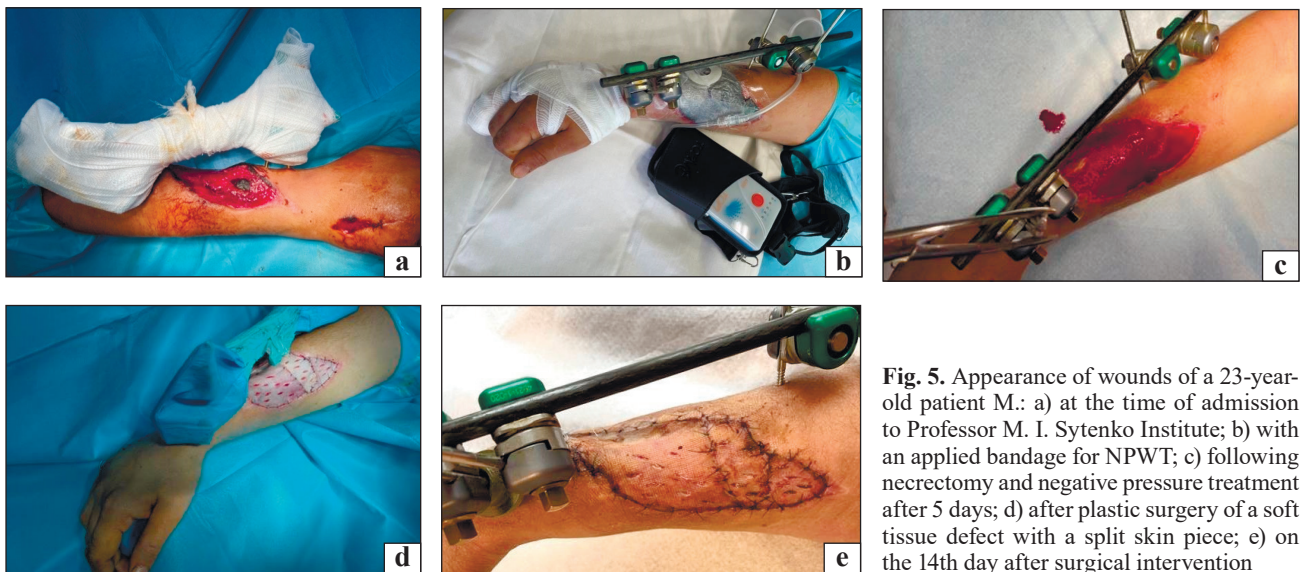 a
b
c
d
e
Fig. 5. Appearance of wounds of a 23-year-
old patient M.: a) at the time of admission
to Professor M. I. Sytenko Institute; b) with
an applied bandage for NPWT; c) following
necrectomy and negative pressure treatment
after 5 days; d) after plastic surgery of a soft
tissue defect with a split skin piece; e) on
the 14th day after surgical intervention